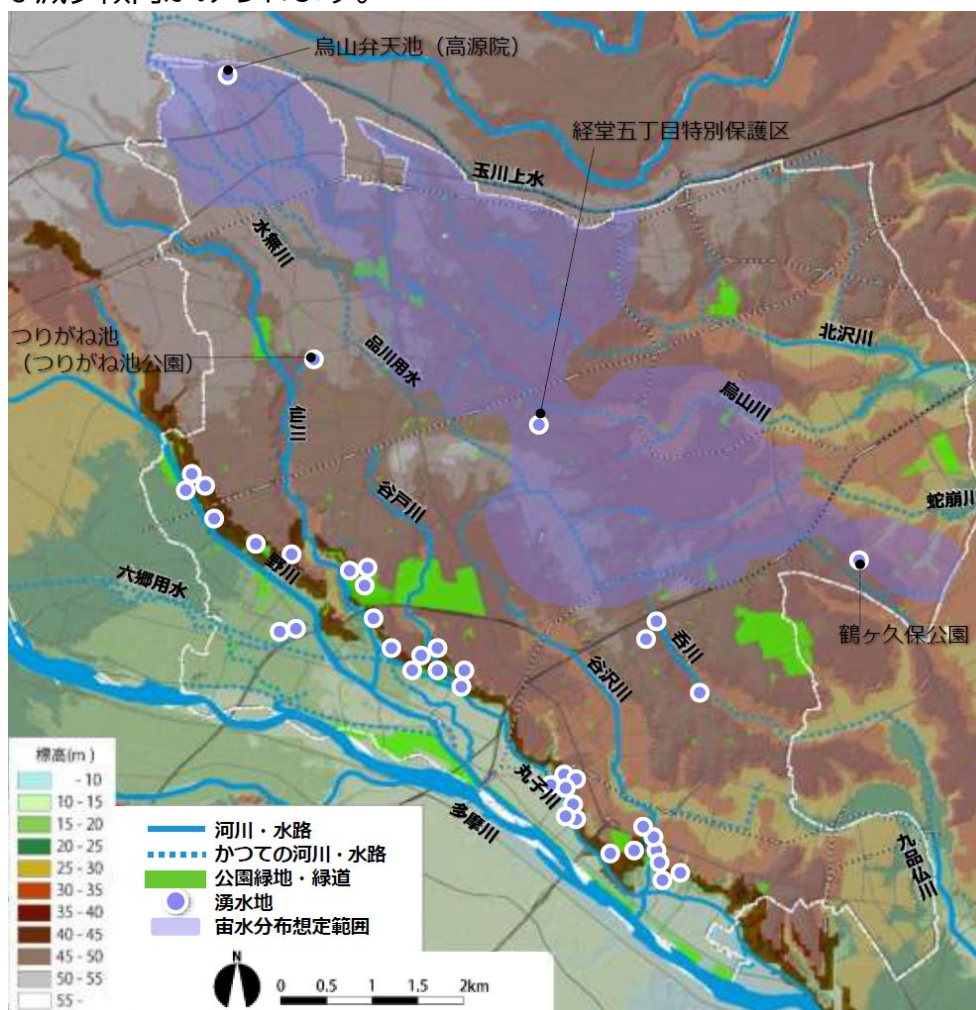 烏山弁天池（高源院）
経堂五丁目特別保護区
玉川上水
水無川
つりがね池
（つりがね池公園）
品川用水
北沢川
仙川
烏山川
谷戸川
蛇崩川
野川
六郷用水
鶴ヶ久保公園
呑川
谷沢川
丸子川
多摩川
九品仏川
標高(m)
- 10
10 - 15
15 - 20
20 - 25
25 - 30
30 - 35
35 - 40
40 - 45
45 - 50
50 - 55
55 -
河川・水路
かつての河川・水路
公園緑地・緑道
湧水地
宙水分布想定範囲
N
0 0.5 1 1.5 2km